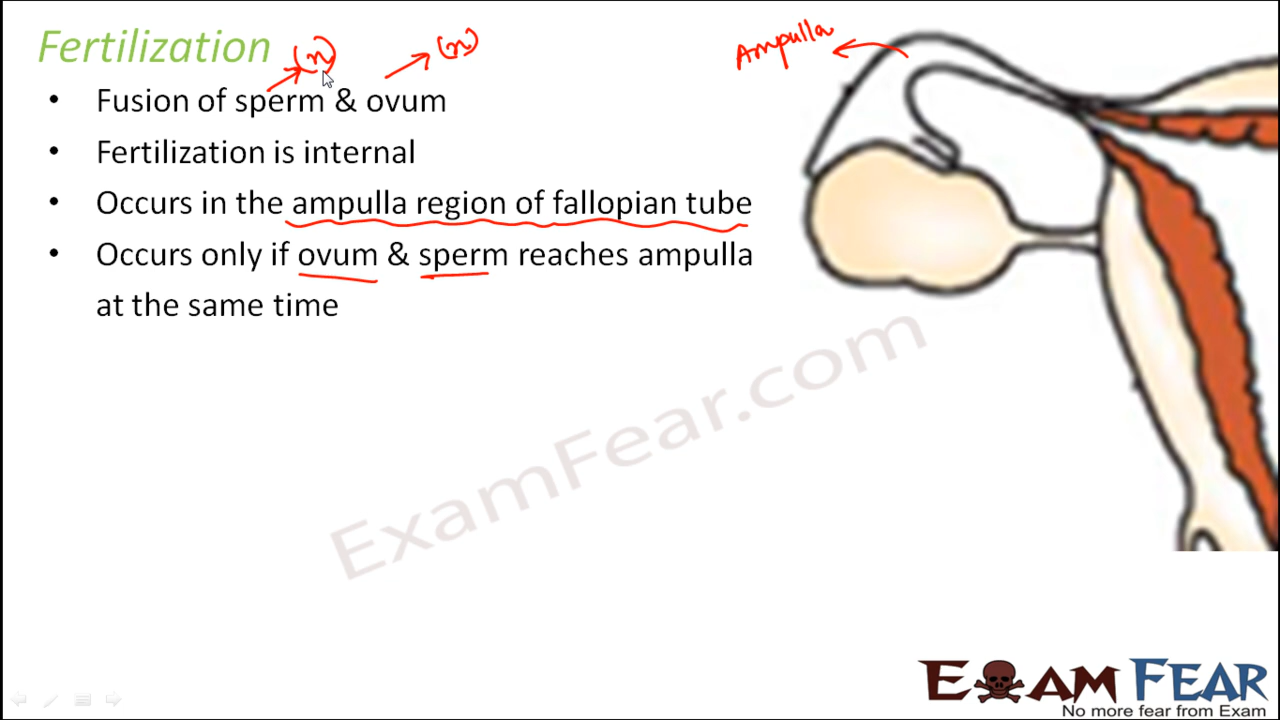 Fertilization
(n)
(n)
Ampulla
• Fusion of sperm & ovum
• Fertilization is internal
• Occurs in the ampulla region of fallopian tube
• Occurs only if ovum & sperm reaches ampulla
at the same time
ExamFear.com
EXAM FEAR
No more fear from Exam